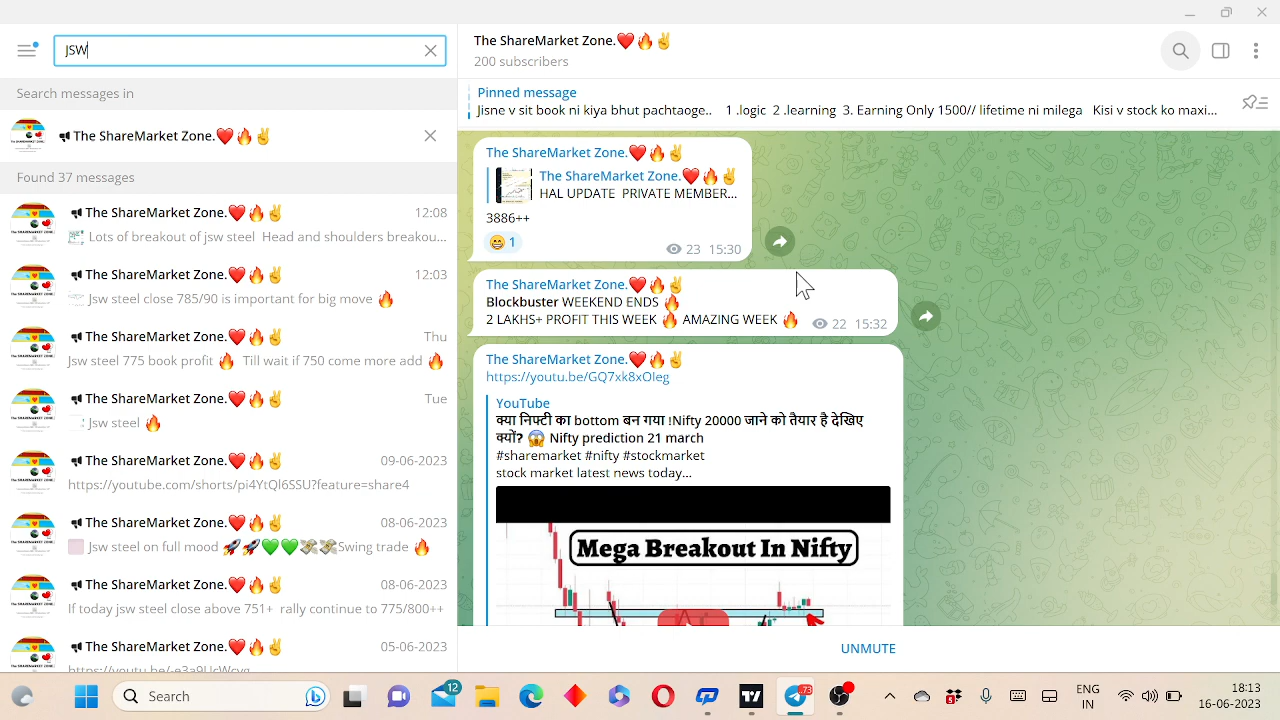 JSW
Search messages in
The ShareMarket Zone.❤️🔥✌️
Found 37 messages
The ShareMarket Zone.❤️🔥✌️ 12:08
Lots of breakout ofjsw steel Head and shoulders breakou...
The ShareMarket Zone.❤️🔥✌️ 12:03
Jsw steel close 785/90 is important for big move 🔥
The ShareMarket Zone.❤️🔥✌️ Thu
Jsw steel 775 book profit🔥 Till wait if 750 come more add 🔥
The ShareMarket Zone.❤️🔥✌️ Tue
Jsw steel 🔥
The ShareMarket Zone.❤️🔥✌️ 09-06-2023
https://youtube.com/shorts/pi4YtQl6SSU?feature=share4
The ShareMarket Zone.❤️🔥✌️ 08-06-2023
Jsw steel on full mood 🚀🚀💚💚💸💸Swing trade 🔥
The ShareMarket Zone.❤️🔥✌️ 08-06-2023
If today jsw steel close above 751+ rally continue to 775/800++
The ShareMarket Zone.❤️🔥✌️ 05-06-2023
The ShareMarket Zone.❤️🔥✌️
200 subscribers
Pinned message
Jisne v sit book ni kiya bhut pachtaoge.. 1 .logic 2 .learning 3. Earning Only 1500// lifetime ni milega Kisi v stock ko maxi...
The ShareMarket Zone.❤️🔥✌️
The ShareMarket Zone.❤️🔥✌️
HAL UPDATE PRIVATE MEMBER...
3886++
😁 1
23 15:30
The ShareMarket Zone.❤️🔥✌️
Blockbuster WEEKEND ENDS 🔥
2 LAKHS+ PROFIT THIS WEEK 🔥 AMAZING WEEK 🔥 22 15:32
The ShareMarket Zone.❤️🔥✌️
https://youtu.be/GQ7xk8xOleg
YouTube
क्या निफ्टी का bottom बन गया !Nifty 20000 जाने को तैयार है देखिए
क्यों? 😱 Nifty prediction 21 march
#sharemarket #nifty #stockmarket
stock market latest news today...
Mega Breakout In Nifty
UNMUTE
Search
12
73
ENG
IN
18:13
16-06-2023